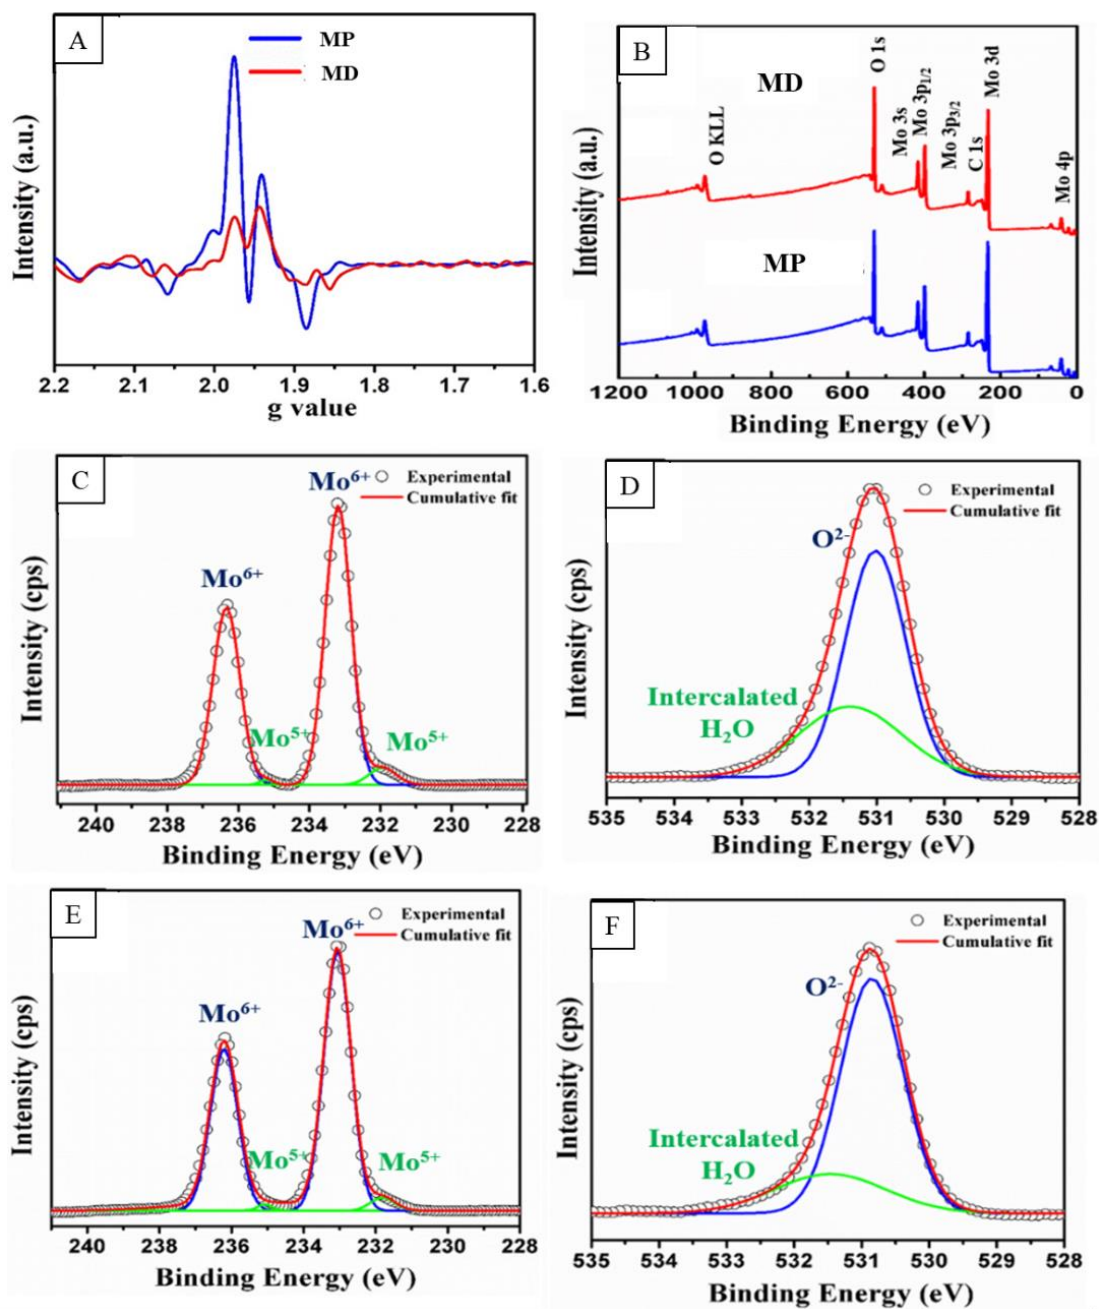 A
MP
MD
Intensity (a.u.)
2.2 2.1 2.0 1.9 1.8 1.7 1.6
g value
B
MD
MP
O KLL
O 1s
Mo 3s
Mo 3p1/2
Mo 3p3/2
C 1s
Mo 3d
Mo 4p
Intensity (a.u.)
1200 1000 800 600 400 200 0
Binding Energy (eV)
C
Mo6+
Experimental
Cumulative fit
Mo6+
Mo5+
Mo5+
Intensity (cps)
240 238 236 234 232 230 228
Binding Energy (eV)
D
Experimental
Cumulative fit
O2-
Intercalated
H2O
Intensity (cps)
535 534 533 532 531 530 529 528
Binding Energy (eV)
E
Mo6+
Experimental
Cumulative fit
Mo6+
Mo5+
Mo5+
Intensity (cps)
240 238 236 234 232 230 228
Binding Energy (eV)
F
Experimental
Cumulative fit
O2-
Intercalated
H2O
Intensity (cps)
535 534 533 532 531 530 529 528
Binding Energy (eV)